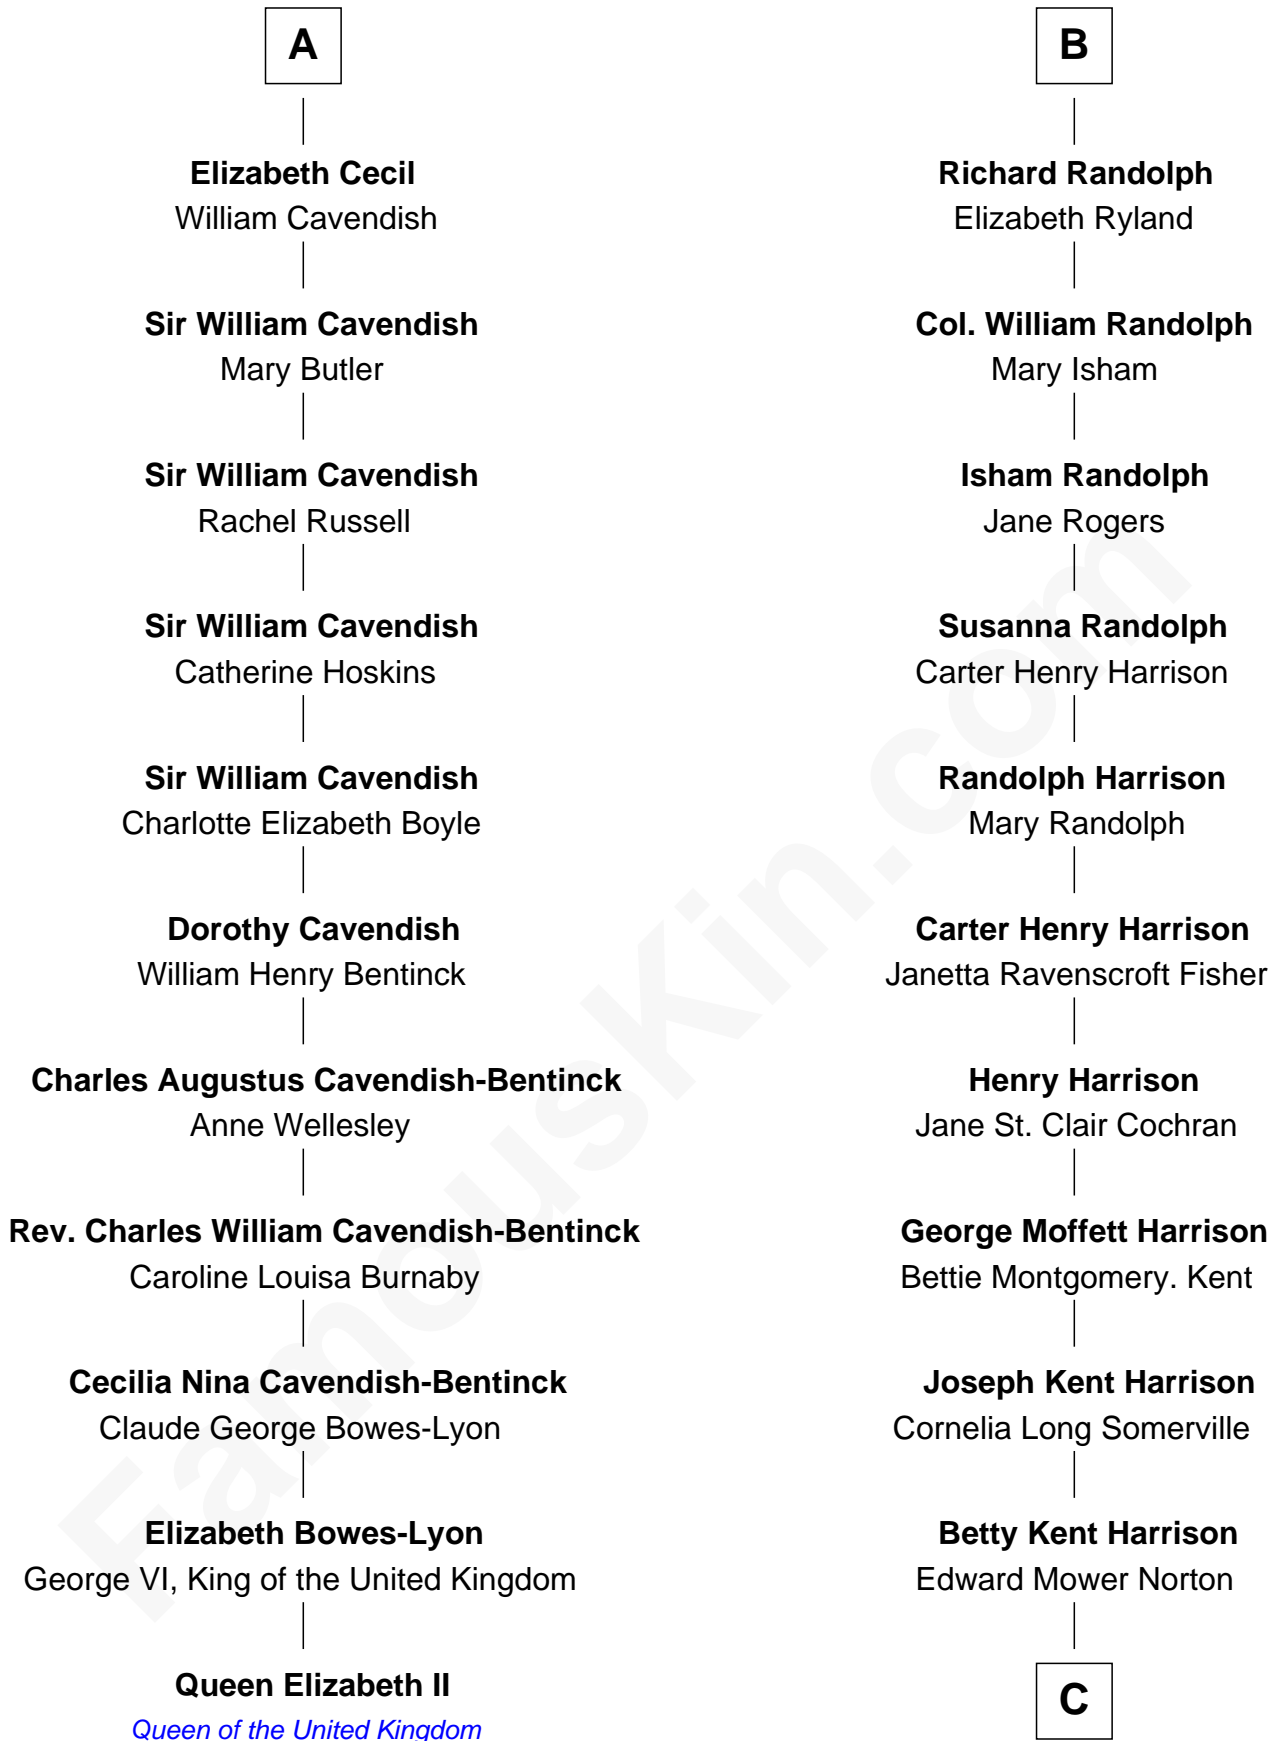 A
Elizabeth Cecil
William Cavendish
Sir William Cavendish
Mary Butler
Sir William Cavendish
Rachel Russell
Sir William Cavendish
Catherine Hoskins
Sir William Cavendish
Charlotte Elizabeth Boyle
Dorothy Cavendish
William Henry Bentinck
Charles Augustus Cavendish-Bentinck
Anne Wellesley
Rev. Charles William Cavendish-Bentinck
Caroline Louisa Burnaby
Cecilia Nina Cavendish-Bentinck
Claude George Bowes-Lyon
Elizabeth Bowes-Lyon
George VI, King of the United Kingdom
Queen Elizabeth II
Queen of the United Kingdom
B
Richard Randolph
Elizabeth Ryland
Col. William Randolph
Mary Isham
Isham Randolph
Jane Rogers
Susanna Randolph
Carter Henry Harrison
Randolph Harrison
Mary Randolph
Carter Henry Harrison
Janetta Ravenscroft Fisher
Henry Harrison
Jane St. Clair Cochran
George Moffett Harrison
Bettie Montgomery. Kent
Joseph Kent Harrison
Cornelia Long Somerville
Betty Kent Harrison
Edward Mower Norton
C
FamousKin.com